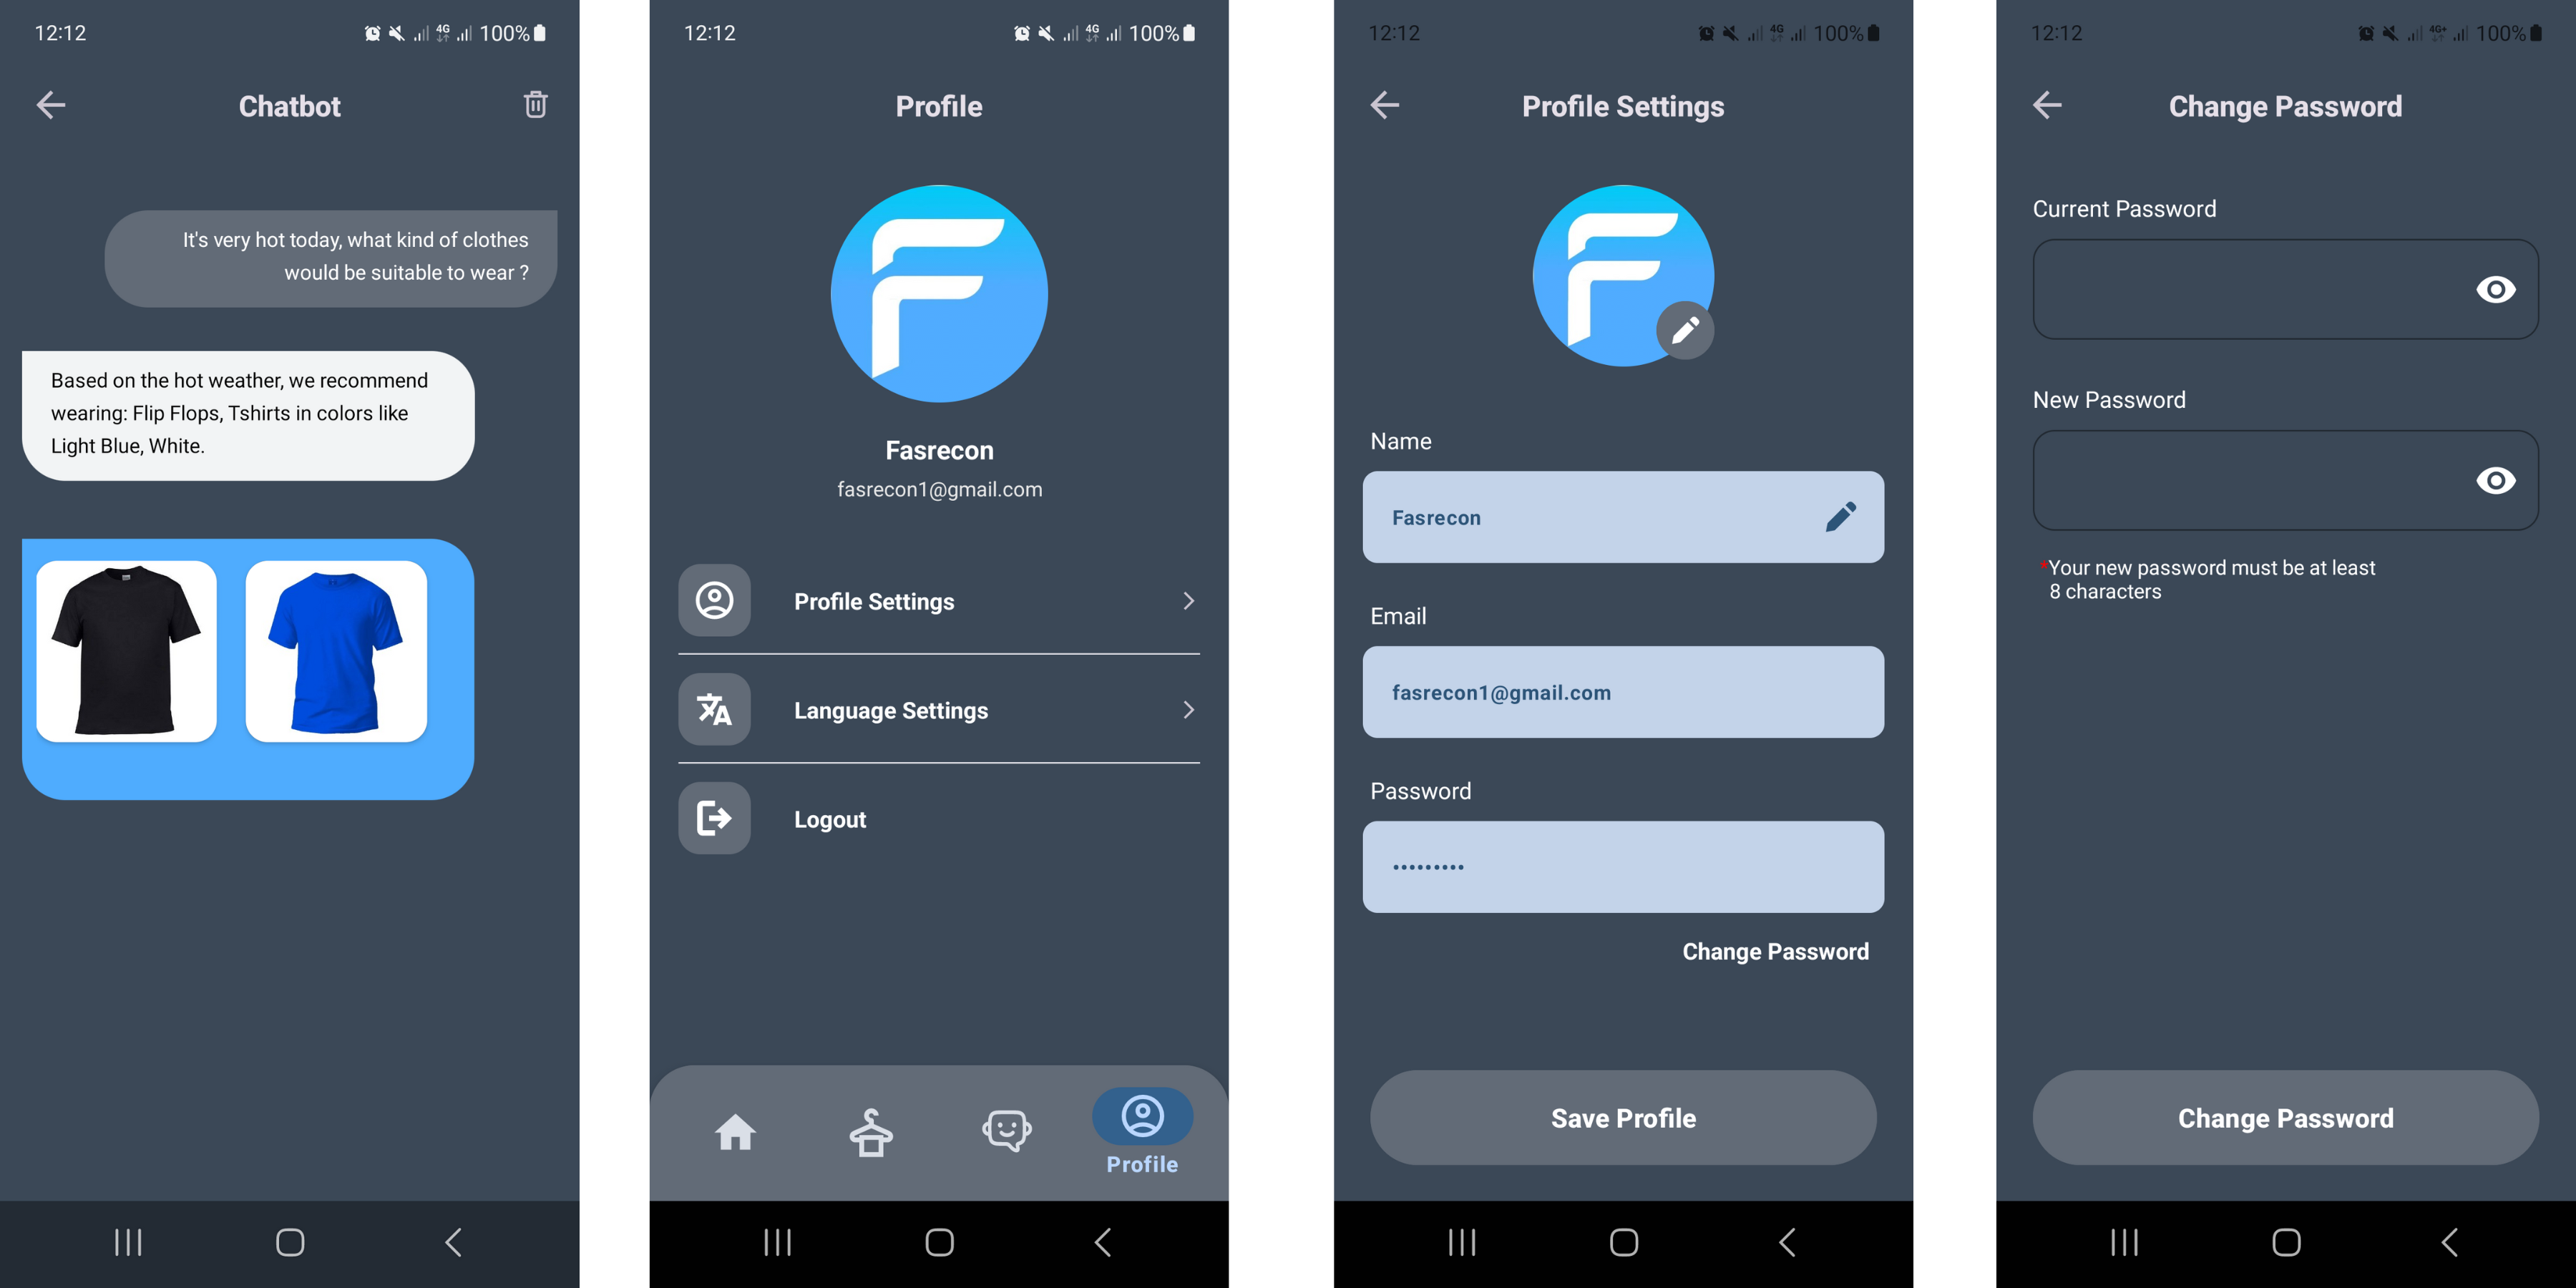 12:12
4G
100%
Chatbot
It's very hot today, what kind of clothes
would be suitable to wear ?
Based on the hot weather, we recommend
wearing: Flip Flops, Tshirts in colors like
Light Blue, White.
12:12
4G
100%
Profile
Fasrecon
fasrecon1@gmail.com
Profile Settings
Language Settings
Logout
Profile
12:12
4G
100%
Profile Settings
Name
Fasrecon
Email
fasrecon1@gmail.com
Password
•••••••••
Change Password
Save Profile
12:12
4G+
100%
Change Password
Current Password
New Password
*Your new password must be at least
8 characters
Change Password